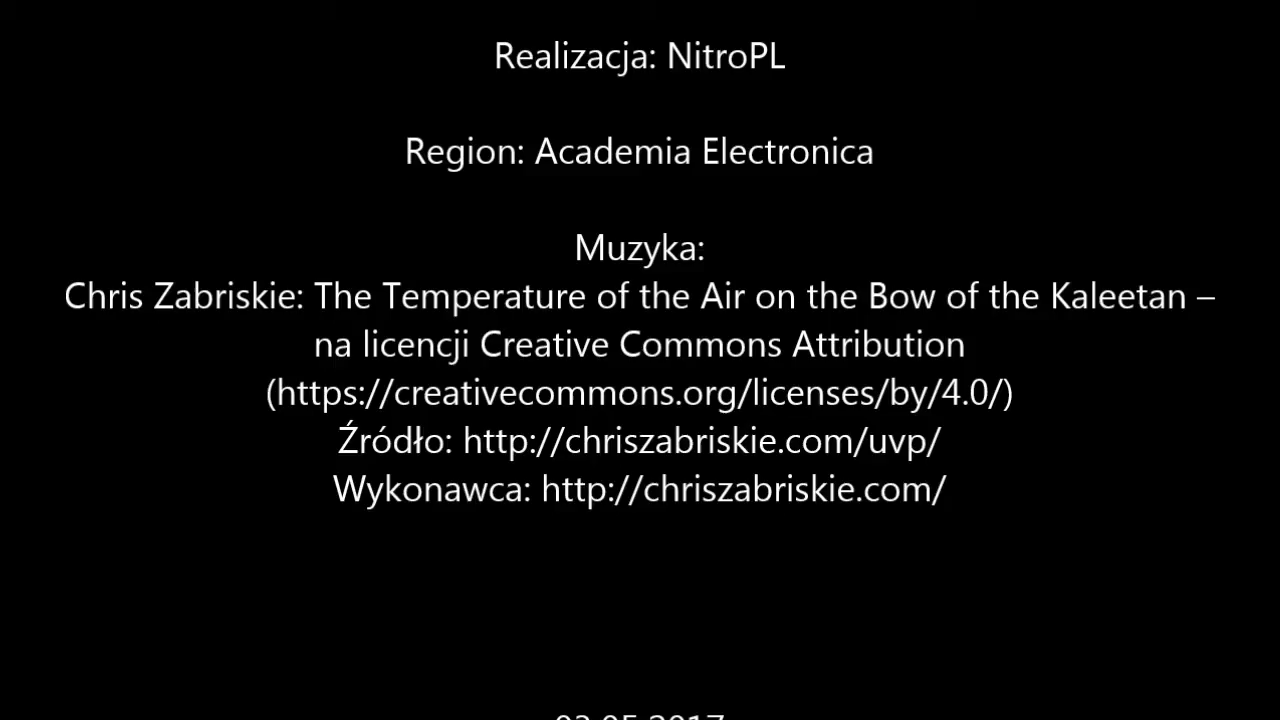 Realizacja: NitroPL
Region: Academia Electronica
Muzyka:
Chris Zabriskie: The Temperature of the Air on the Bow of the Kaleetan –
na licencji Creative Commons Attribution
(https://creativecommons.org/licenses/by/4.0/)
Źródło: http://chriszabriskie.com/uvp/
Wykonawca: http://chriszabriskie.com/